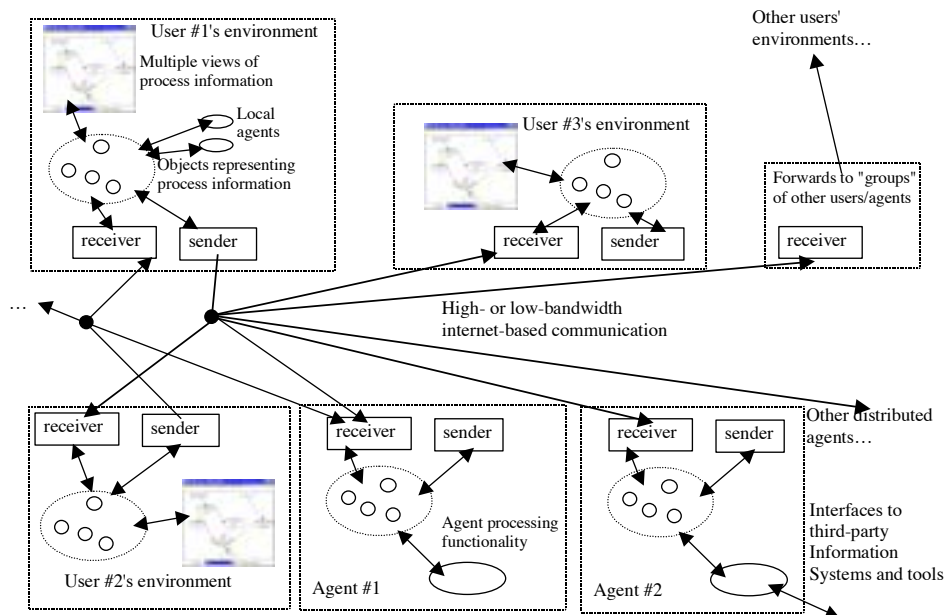 User #1's environment
Multiple views of
process information
Local
agents
Objects representing
process information
receiver
sender
User #3's environment
receiver
sender
Other users'
environments…
Forwards to "groups"
of other users/agents
receiver
…
High- or low-bandwidth
internet-based communication
receiver
sender
User #2's environment
receiver
sender
Agent processing
functionality
Agent #1
receiver
sender
Agent #2
Other distributed
agents…
Interfaces to
third-party
Information
Systems and tools